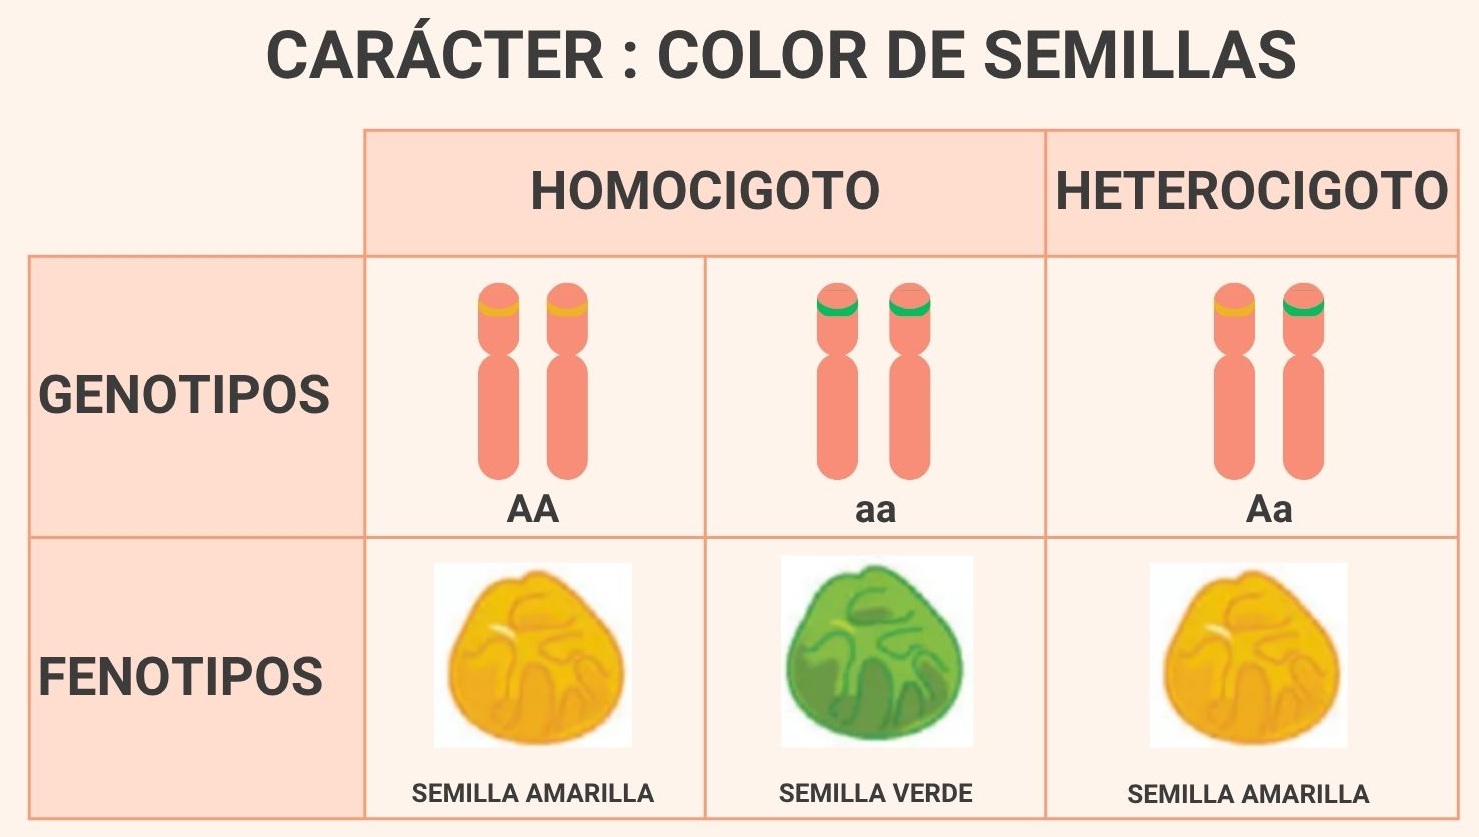 CARÁCTER : COLOR DE SEMILLAS
HOMOCIGOTO
HETEROCIGOTO
GENOTIPOS
AA
aa
Aa
FENOTIPOS
SEMILLA AMARILLA
SEMILLA VERDE
SEMILLA AMARILLA